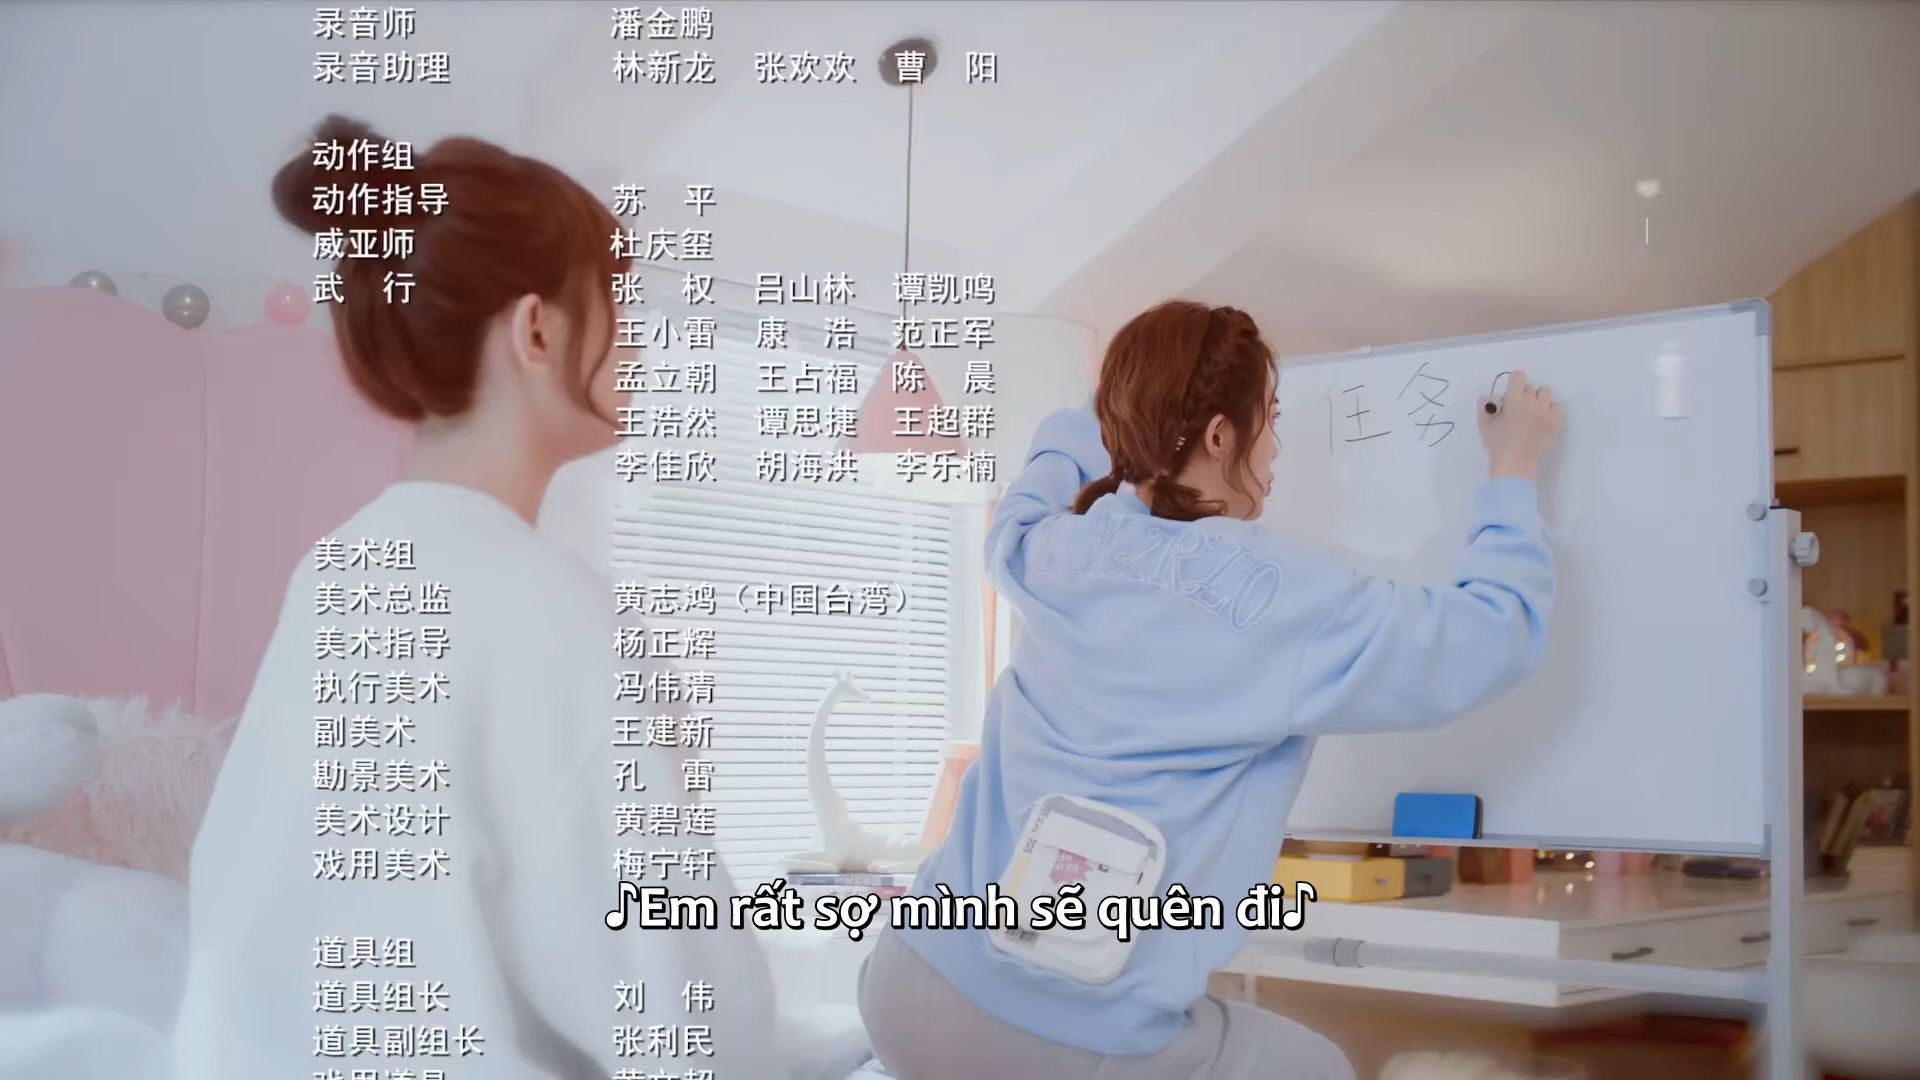 录音师 潘金鹏
录音助理 林新龙 张欢欢 曹 阳
动作组
动作指导 苏 平
威亚师 杜庆玺
武 行 张 权 吕山林 谭凯鸣
王小雷 康 浩 范正军
孟立朝 王占福 陈 晨
王浩然 谭思捷 王超群
李佳欣 胡海洪 李乐楠
任务
美术组
美术总监 黄志鸿（中国台湾）
美术指导 杨正辉
执行美术 冯伟清
副美术 王建新
勘景美术 孔 雷
美术设计 黄碧莲
戏用美术 梅宁轩
♪Em rất sợ mình sẽ quên đi♪
道具组
道具组长 刘 伟
道具副组长 张利民